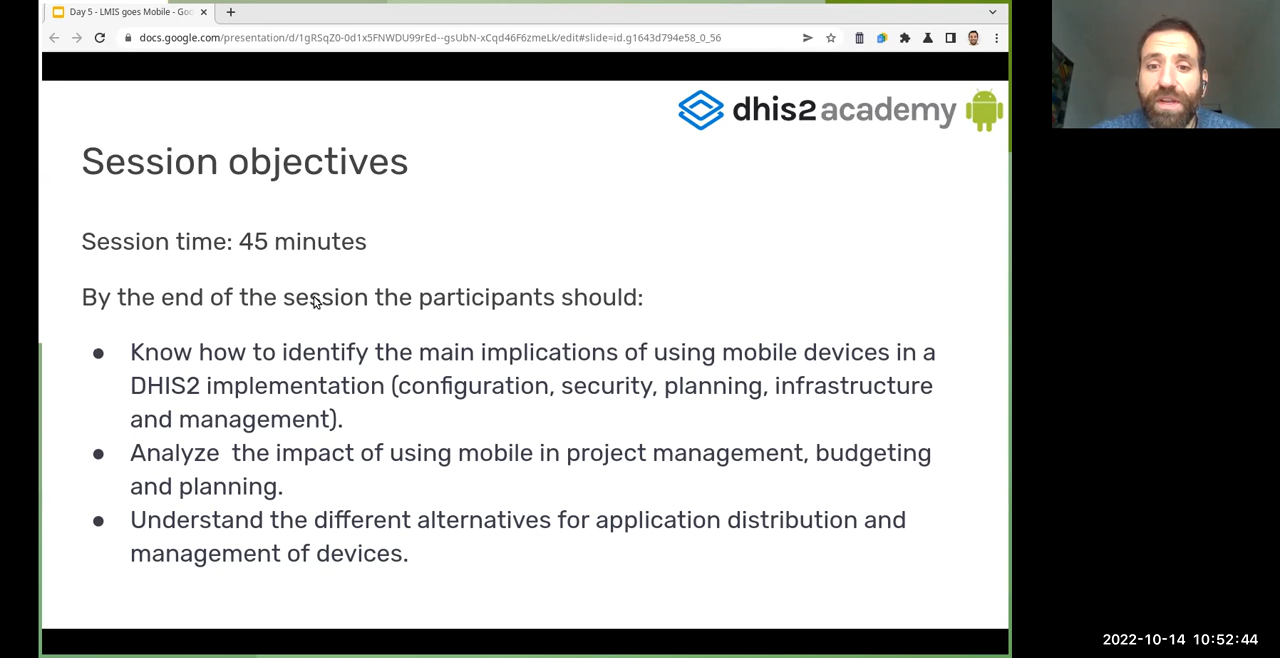 Day 5 - LMIS goes Mobile - Goo
docs.google.com/presentation/d/1gRSqZ0-0d1x5FNWDU99rEd--gsUbN-xCqd46F6zmeLk/edit#slide=id.g1643d794e58_0_56
dhis2 academy
Session objectives
Session time: 45 minutes
By the end of the session the participants should:
● Know how to identify the main implications of using mobile devices in a
DHIS2 implementation (configuration, security, planning, infrastructure
and management).
● Analyze  the impact of using mobile in project management, budgeting
and planning.
● Understand the different alternatives for application distribution and
management of devices.
2022-10-14 10:52:44